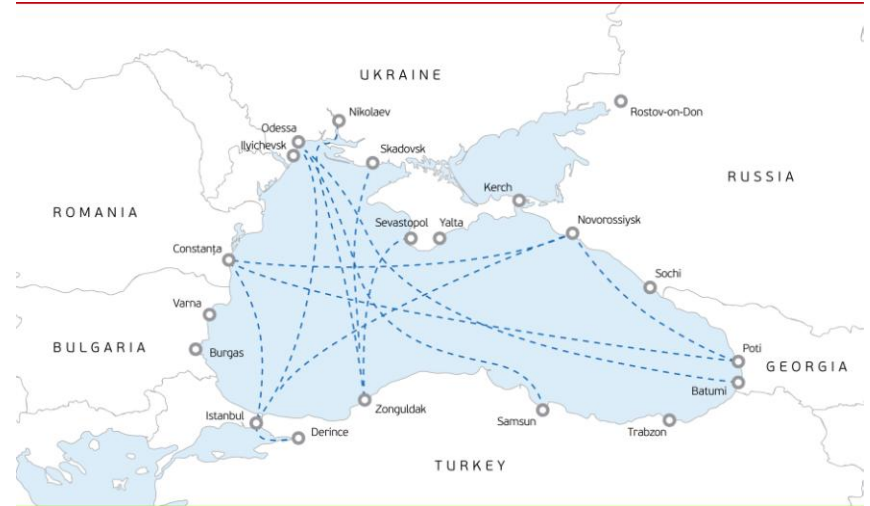 UKRAINE
Nikolaev
Rostov-on-Don
Odessa
Ilyichevsk
Skadovsk
RUSSIA
Kerch
ROMANIA
Sevastopol
Yalta
Novorossiysk
Constanța
Sochi
Varna
BULGARIA
Burgas
Poti
GEORGIA
Batumi
Istanbul
Zonguldak
Samsun
Derince
Trabzon
TURKEY